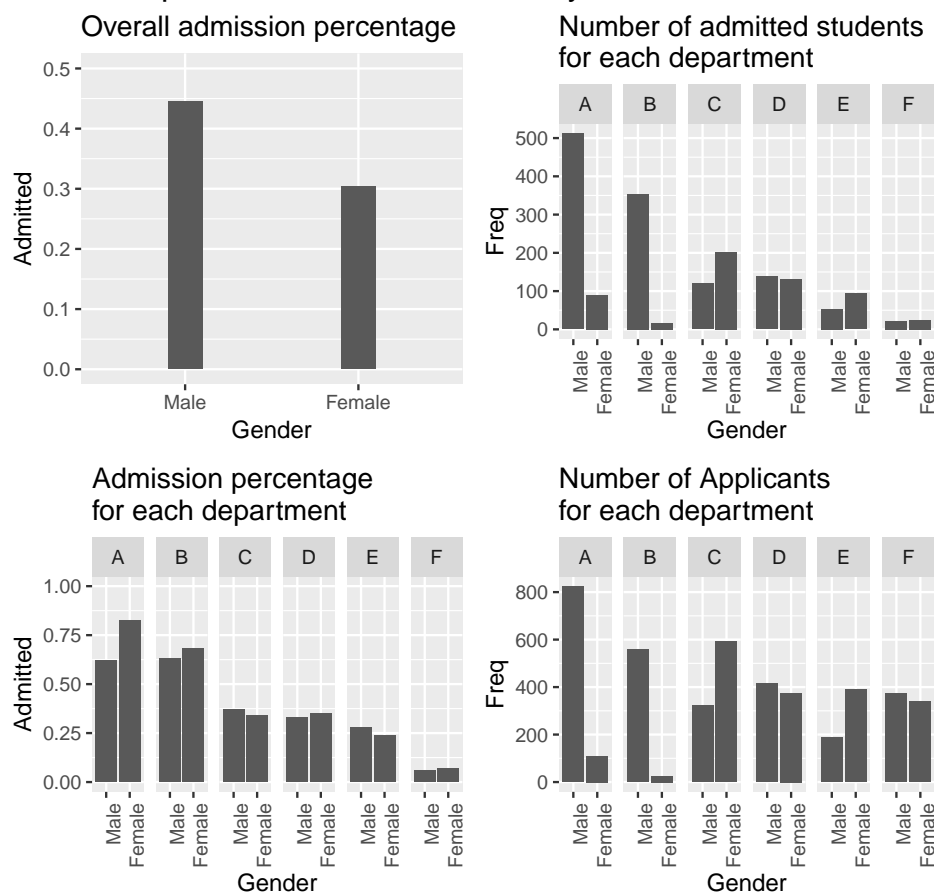 Overall admission percentage
0.5
0.4
0.3
0.2
0.1
0.0
Admitted
Male Female
Gender
Number of admitted students
for each department
A B C D E F
500
400
300
200
100
0
Freq
Male Female Male Female Male Female Male Female Male Female Male Female
Gender
Admission percentage
for each department
A B C D E F
1.00
0.75
0.50
0.25
0.00
Admitted
Male Female Male Female Male Female Male Female Male Female Male Female
Gender
Number of Applicants
for each department
A B C D E F
800
600
400
200
0
Freq
Male Female Male Female Male Female Male Female Male Female Male Female
Gender